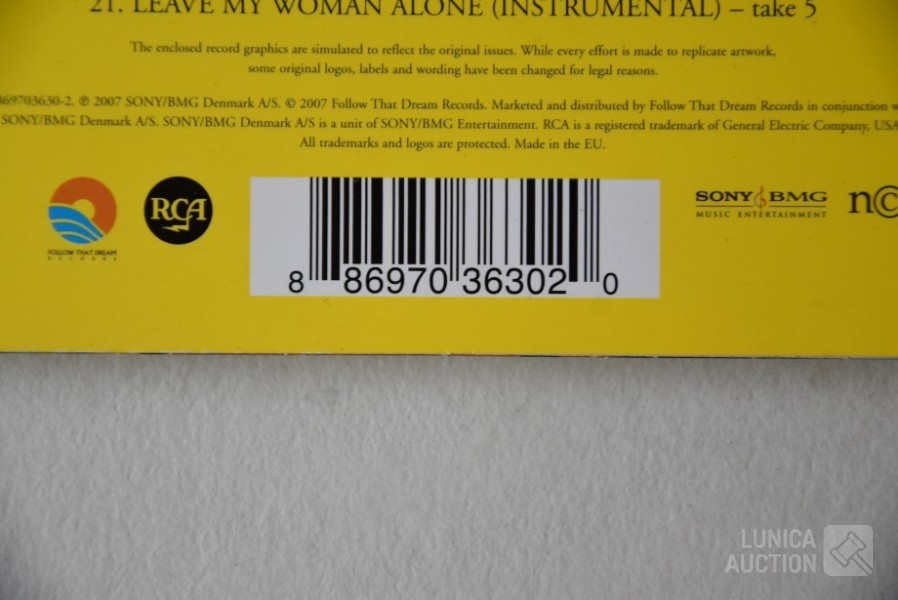 21. LEAVE MY WOMAN ALONE (INSTRUMENTAL) – take 5
The enclosed record graphics are simulated to reflect the original issues. While every effort is made to replicate artwork,
some original logos, labels and wording have been changed for legal reasons.
869703630-2. ℗ 2007 SONY/BMG Denmark A/S. © 2007 Follow That Dream Records. Marketed and distributed by Follow That Dream Records in conjunction w
SONY/BMG Denmark A/S. SONY/BMG Denmark A/S is a unit of SONY/BMG Entertainment. RCA is a registered trademark of General Electric Company, USA
All trademarks and logos are protected. Made in the EU.
RCA
SONY BMG
MUSIC ENTERTAINMENT
n©
FOLLOW THAT DREAM
RECORDS
8 86970 36302 0
LUNICA
AUCTION